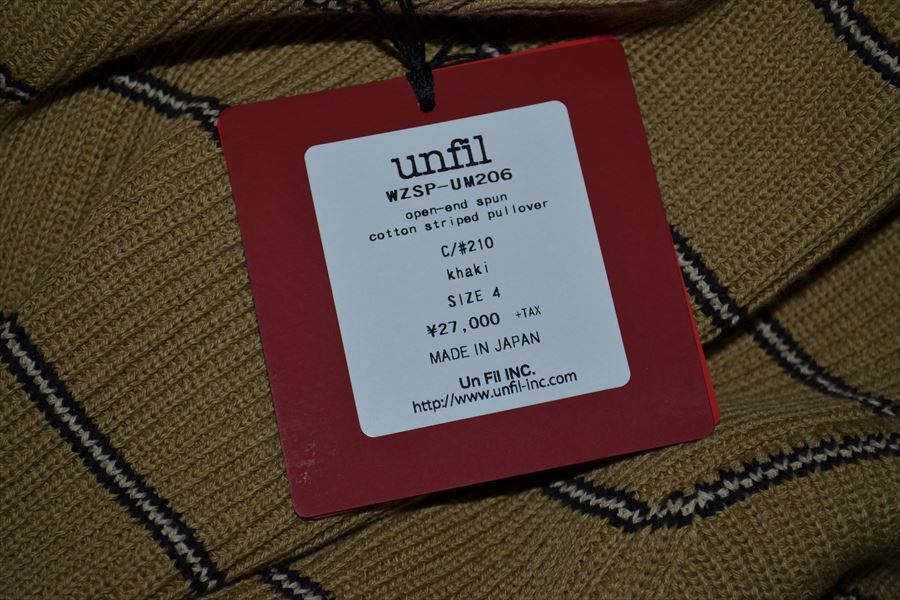 unfil
WZSP-UM206
open-end spun
cotton striped pullover
C/#210
khaki
SIZE 4
¥27,000 +TAX
MADE IN JAPAN
Un Fil INC.
http://www.unfil-inc.com